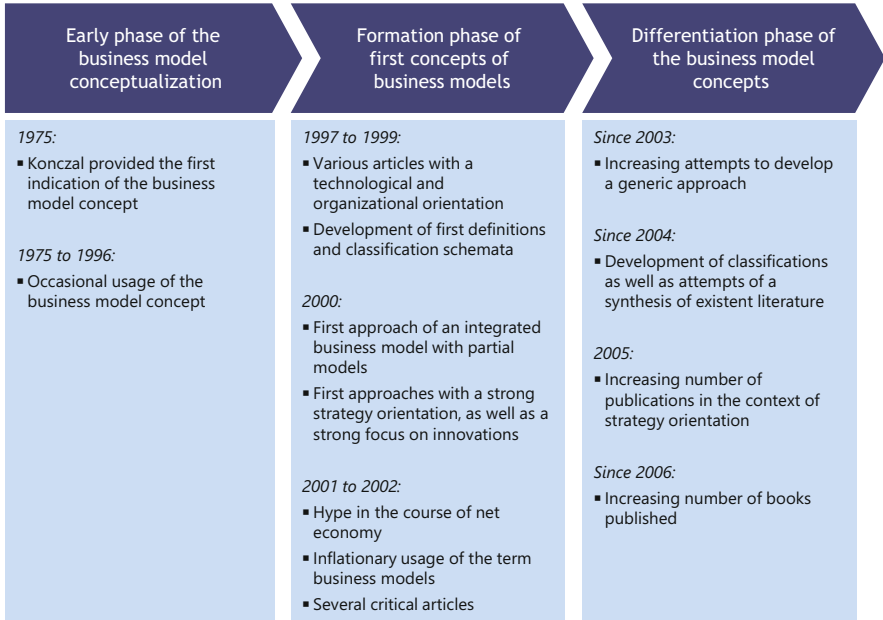 Early phase of the
business model
conceptualization
Formation phase of
first concepts of
business models
Differentiation phase of
the business model
concepts
1975:
▪ Konczal provided the first
indication of the business
model concept
1975 to 1996:
▪ Occasional usage of the
business model concept
1997 to 1999:
▪ Various articles with a
technological and
organizational orientation
▪ Development of first definitions
and classification schemata
2000:
▪ First approach of an integrated
business model with partial
models
▪ First approaches with a strong
strategy orientation, as well as a
strong focus on innovations
2001 to 2002:
▪ Hype in the course of net
economy
▪ Inflationary usage of the term
business models
▪ Several critical articles
Since 2003:
▪ Increasing attempts to develop
a generic approach
Since 2004:
▪ Development of classifications
as well as attempts of a
synthesis of existent literature
2005:
▪ Increasing number of
publications in the context of
strategy orientation
Since 2006:
▪ Increasing number of books
published